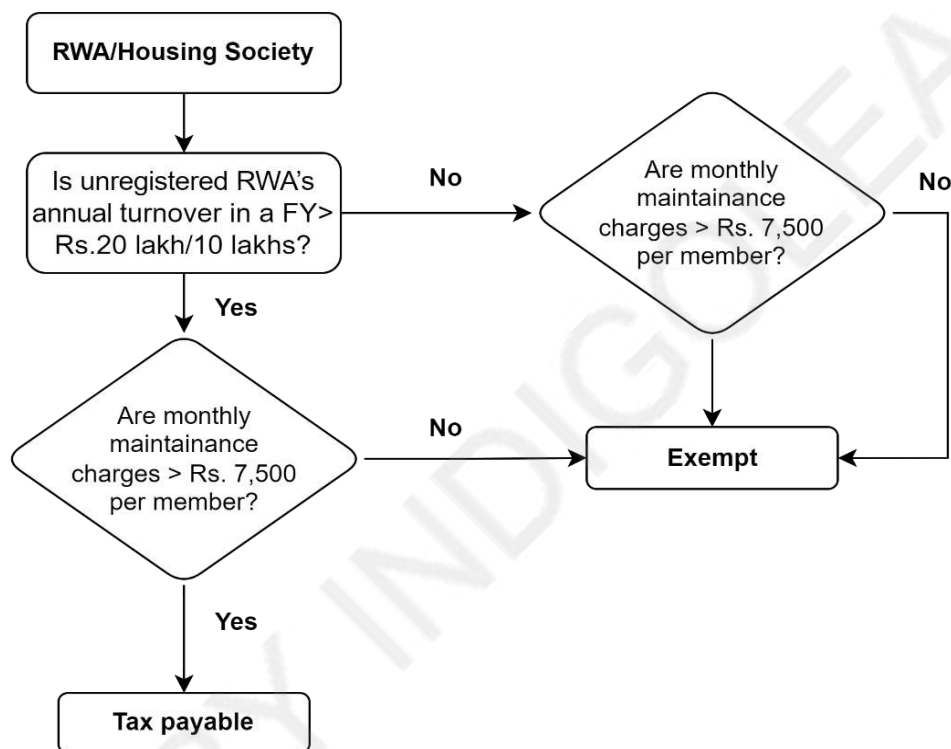 RWA/Housing Society
Is unregistered RWA's
annual turnover in a FY>
Rs.20 lakh/10 lakhs?
No
Are monthly
maintainance
charges > Rs. 7,500
per member?
No
Yes
Are monthly
maintainance
charges > Rs. 7,500
per member?
No
Exempt
Yes
Tax payable
BY INDIGOLEA